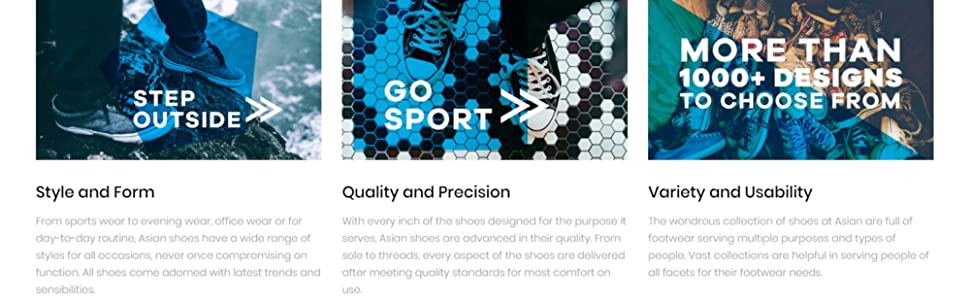 STEP
OUTSIDE
GO
SPORT
MORE THAN
1000+ DESIGNS
TO CHOOSE FROM
Style and Form
From sports wear to evening wear, office wear or for
day-to-day routine, Asian shoes have a wide range of
styles for all occasions, never once compromising on
function. All shoes come adorned with latest trends and
sensibilities.
Quality and Precision
With every inch of the shoes designed for the purpose it
serves, Asian shoes are advanced in their quality. From
sole to threads, every aspect of the shoes are delivered
after meeting quality standards for most comfort on
use.
Variety and Usability
The wondrous collection of shoes at Asian are full of
footwear serving multiple purposes and types of
people. Vast collections are helpful in serving people of
all facets for their footwear needs.